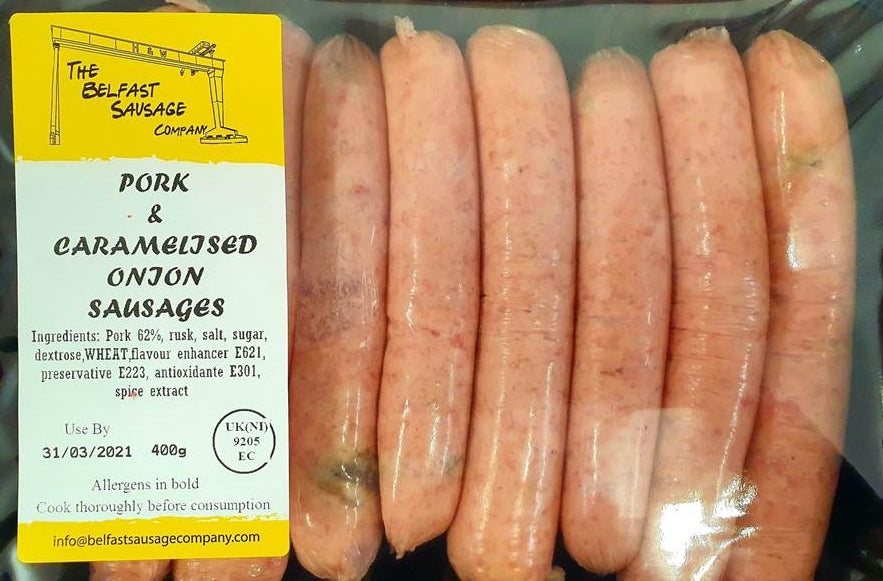 H & W
THE
BELFAST
SAUSAGE
COMPANY
PORK
&
CARAMELISED
ONION
SAUSAGES
Ingredients: Pork 62%, rusk, salt, sugar,
dextrose,WHEAT,flavour enhancer E621,
preservative E223, antioxidante E301,
spice extract
Use By
31/03/2021 400g
UK(NI)
9205
EC
Allergens in bold
Cook thoroughly before consumption
info@belfastsausagecompany.com